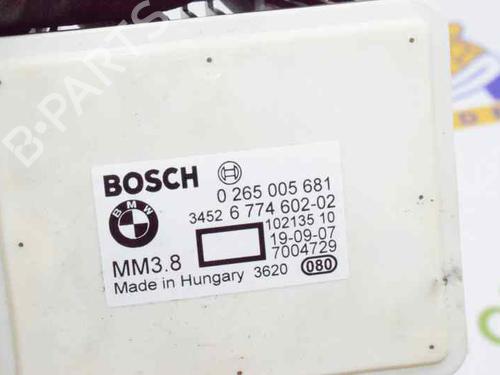 B-PARTS
BOSCH
0 265 005 681
BMW
3452 6 774 602-02
102135 10
19-09-07
7004729
MM3.8
Made in Hungary 3620 080